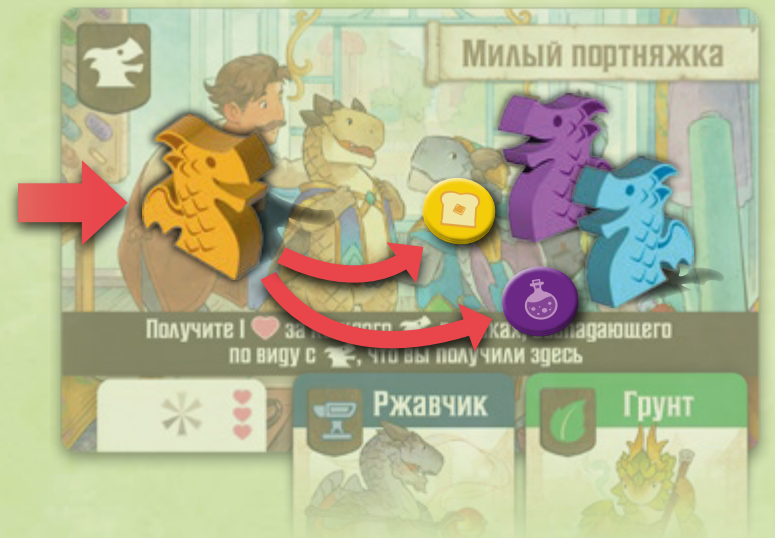 Милый портняжка
Получите 1 за
по виду с , что вы получили здесь
Ржавчик
Грунт